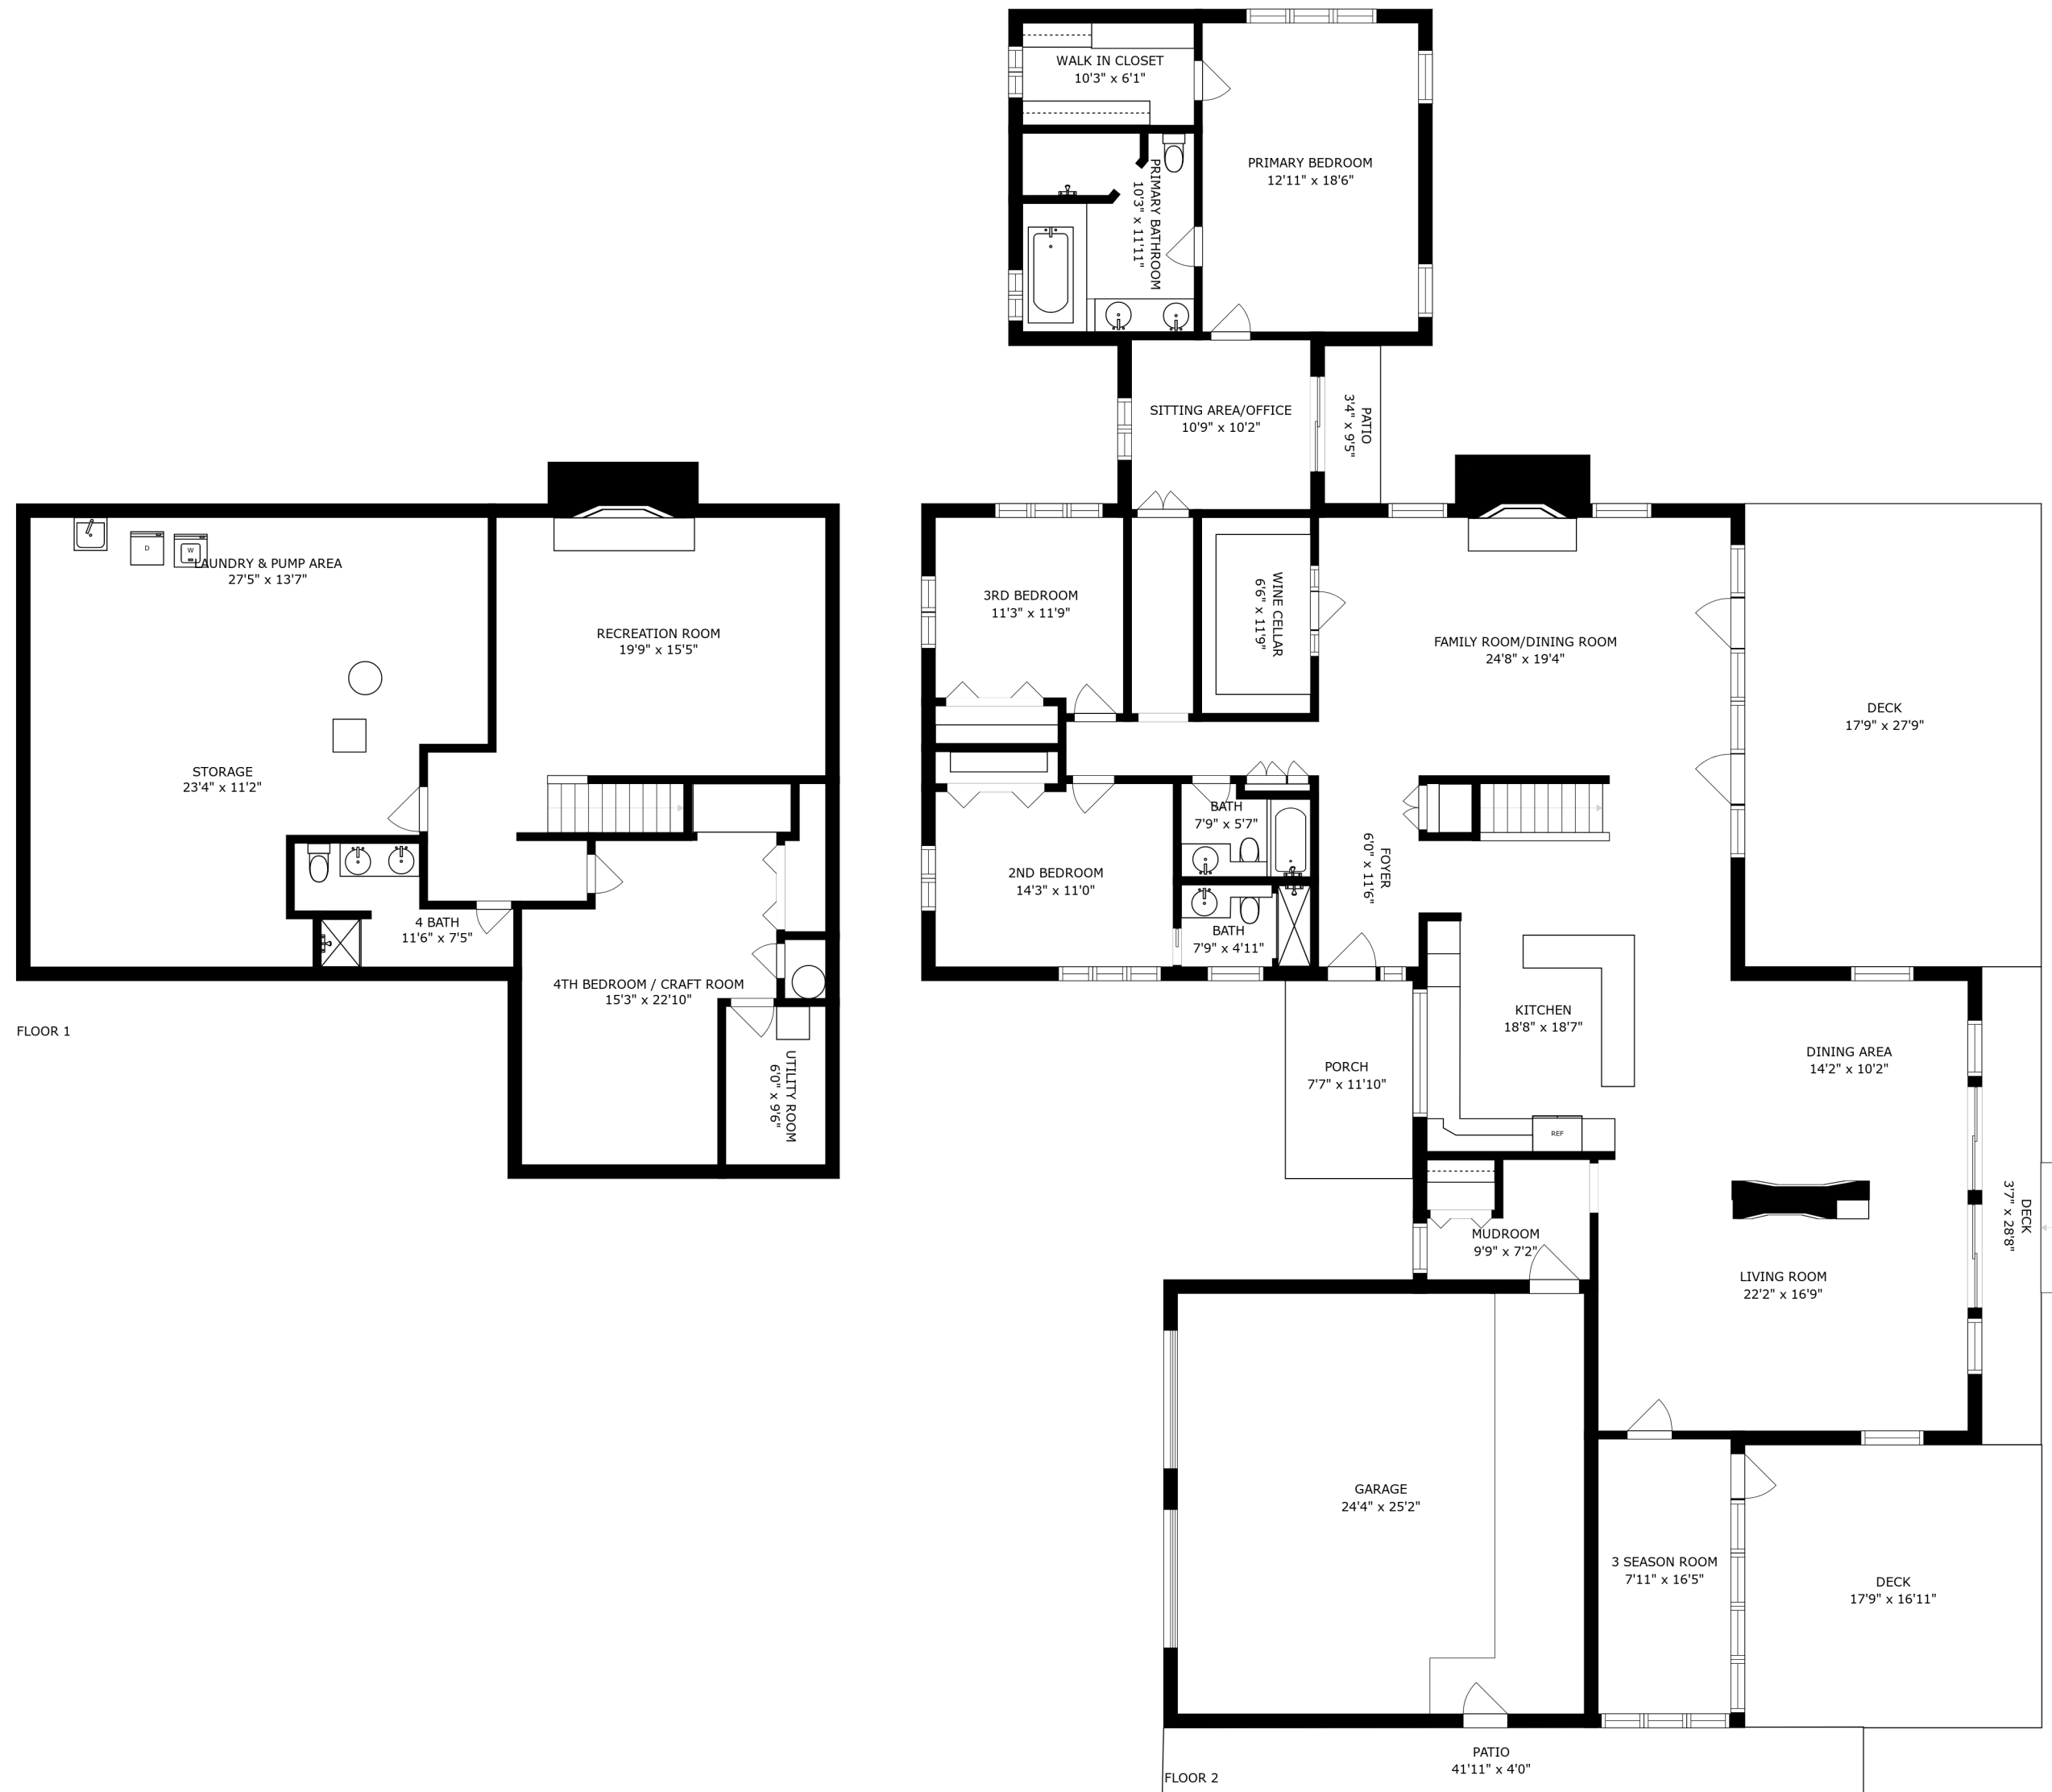 WALK IN CLOSET
10'3" x 6'1"
PRIMARY BEDROOM
12'11" x 18'6"
PRIMARY BATHROOM
10'3" x 11'11"
SITTING AREA/OFFICE
10'9" x 10'2"
PATIO
3'4" x 9'5"
D
W
LAUNDRY & PUMP AREA
27'5" x 13'7"
RECREATION ROOM
19'9" x 15'5"
STORAGE
23'4" x 11'2"
4 BATH
11'6" x 7'5"
4TH BEDROOM / CRAFT ROOM
15'3" x 22'10"
UTILITY ROOM
6'0" x 9'6"
FLOOR 1
3RD BEDROOM
11'3" x 11'9"
WINE CELLAR
6'6" x 11'9"
FAMILY ROOM/DINING ROOM
24'8" x 19'4"
DECK
17'9" x 27'9"
2ND BEDROOM
14'3" x 11'0"
BATH
7'9" x 5'7"
BATH
7'9" x 4'11"
FOYER
6'0" x 11'6"
KITCHEN
18'8" x 18'7"
REF
PORCH
7'7" x 11'10"
DINING AREA
14'2" x 10'2"
DECK
3'7" x 28'8"
MUDROOM
9'9" x 7'2"
LIVING ROOM
22'2" x 16'9"
GARAGE
24'4" x 25'2"
3 SEASON ROOM
7'11" x 16'5"
DECK
17'9" x 16'11"
PATIO
41'11" x 4'0"
FLOOR 2